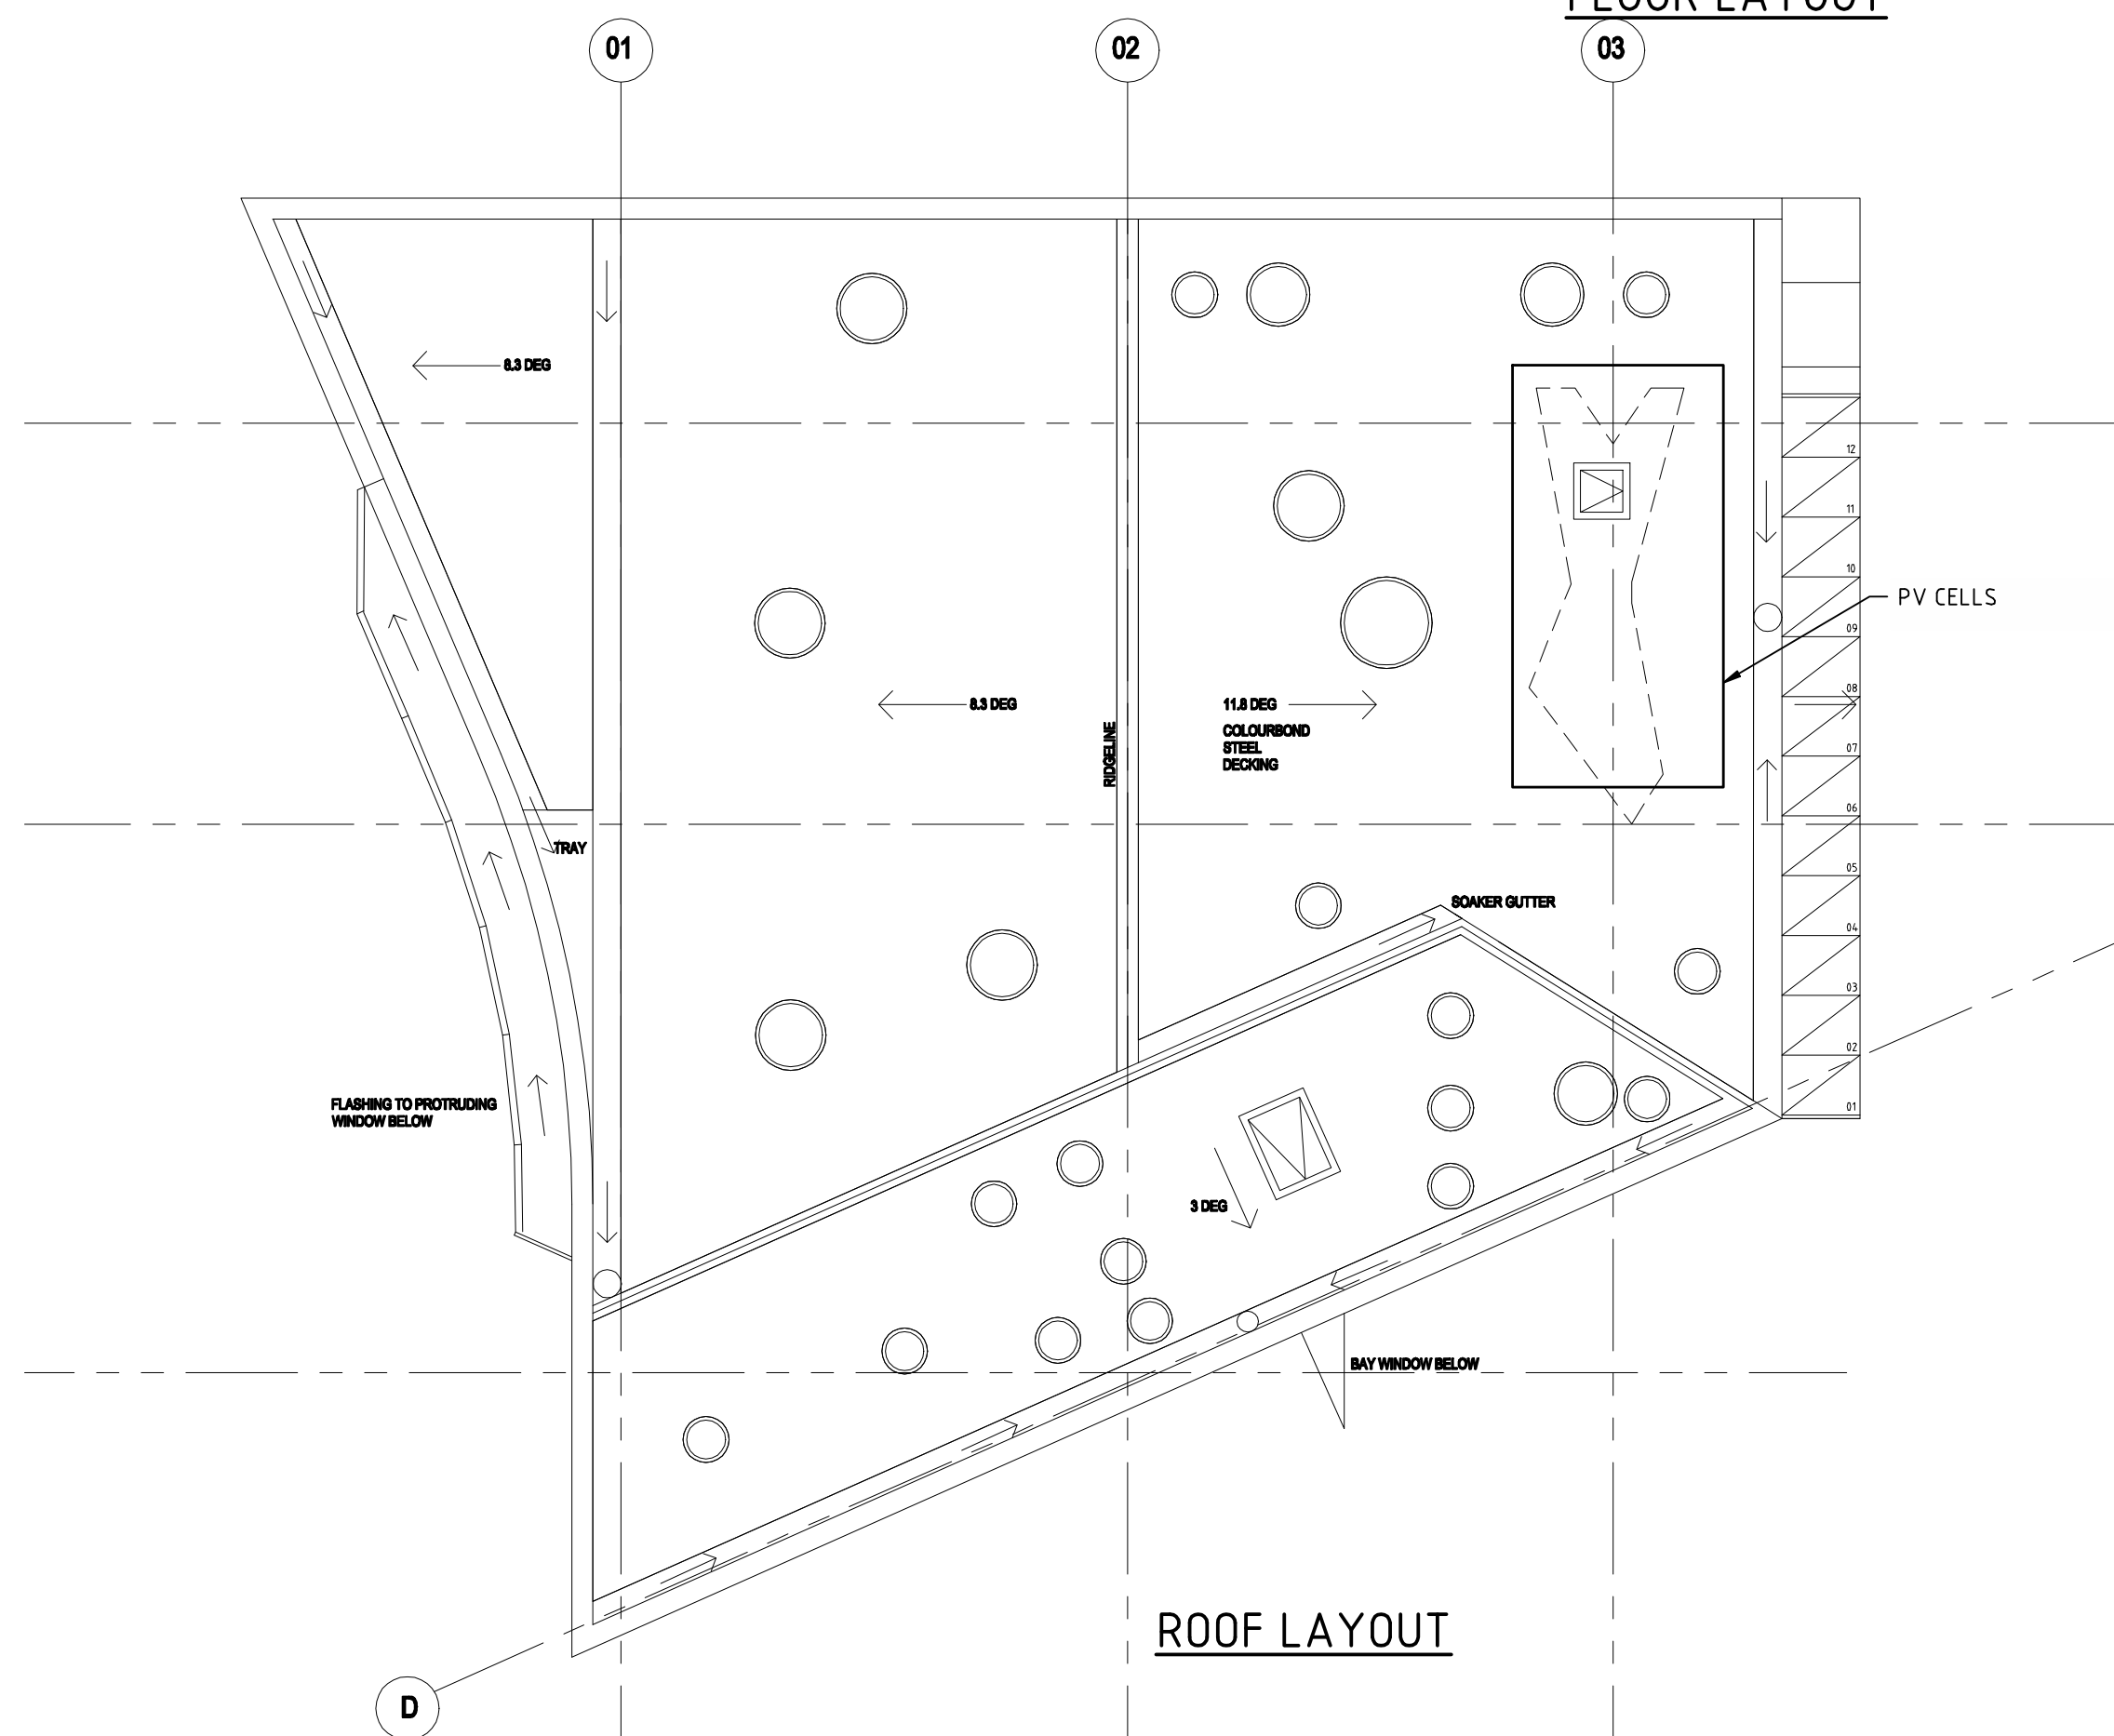 FLOOR LAYOUT
01
02
03
8.3 DEG
12
11
10
PV CELLS
09
08
8.3 DEG
11.8 DEG
COLOURBOND
STEEL
DECKING
RIDGELINE
07
06
TRAY
05
SOAKER GUTTER
04
03
02
FLASHING TO PROTRUDING
WINDOW BELOW
01
3 DEG
BAY WINDOW BELOW
ROOF LAYOUT
D